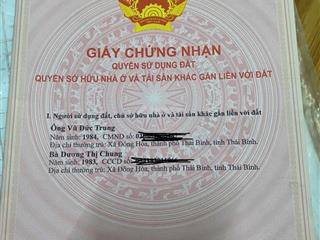 GIẤY CHỨNG NHẬN
QUYỀN SỬ DỤNG ĐẤT
QUYỀN SỞ HỮU NHÀ Ở VÀ TÀI SẢN KHÁC GẮN LIỀN VỚI ĐẤT
I. Người sử dụng đất, chủ sở hữu nhà ở và tài sản khác gắn liền với đất
Ông Vũ Đức Trung
Năm sinh: 1984, CMND số:
Địa chỉ thường trú: Xã Đông Hòa, thành phố Thái Bình, tỉnh Thái Bình.
Bà Dương Thị Chung
Năm sinh: 1983, CCCD số:
Địa chỉ thường trú: Xã Đông Hòa, thành phố Thái Bình, tỉnh Thái Bình.